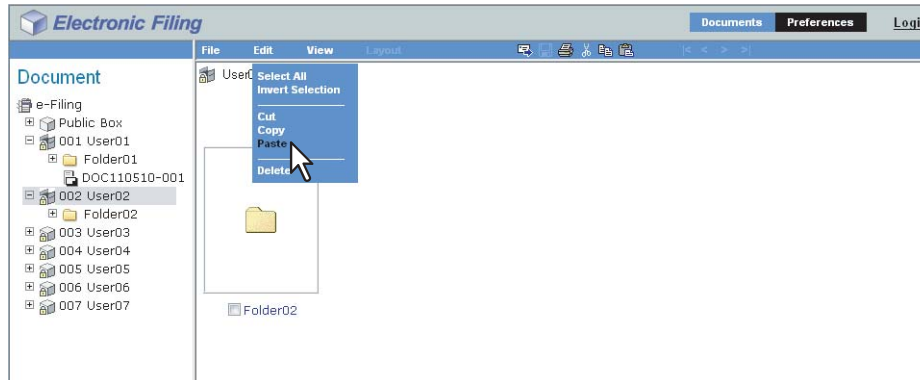 Electronic Filing
Documents Preferences
File Edit View Layout
Document
e-Filing
Public Box
001 User01
Folder01
DOC110510-001
002 User02
Folder02
003 User03
004 User04
005 User05
006 User06
007 User07
Select All
Invert Selection
Cut
Copy
Paste
Delete
Folder02